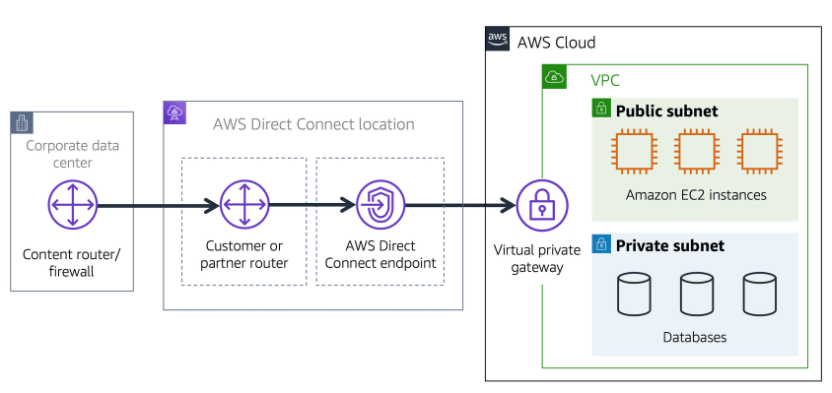 aws
AWS Cloud
VPC
Public subnet
Amazon EC2 instances
AWS Direct Connect location
Corporate data
center
Content router/
firewall
Customer or
partner router
AWS Direct
Connect endpoint
Virtual private
gateway
Private subnet
Databases